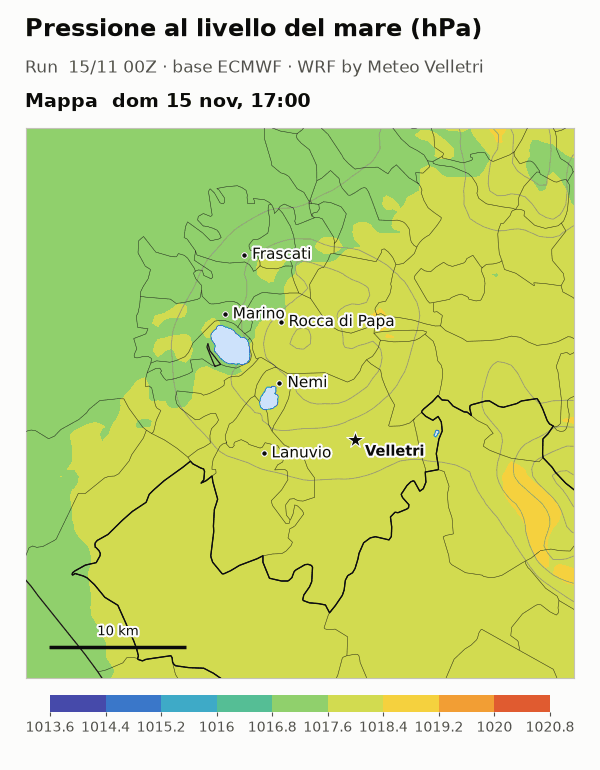 Pressione al livello del mare (hPa)
Run  15/11 00Z · base ECMWF · WRF by Meteo Velletri
Mappa  dom 15 nov, 17:00
Frascati
Marino
Rocca di Papa
Nemi
Velletri
Lanuvio
10 km
1013.6 1014.4 1015.2 1016 1016.8 1017.6 1018.4 1019.2 1020 1020.8